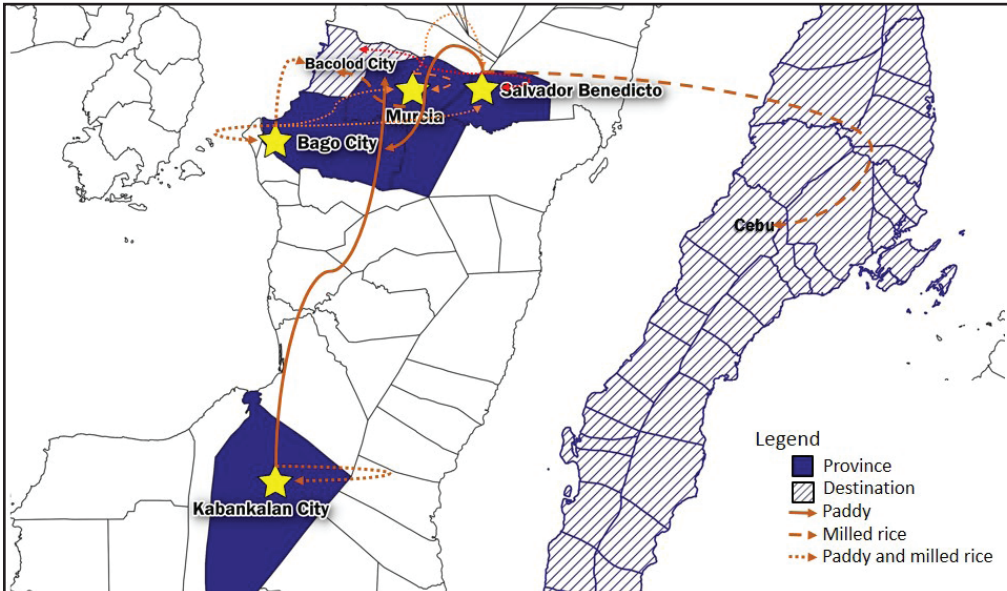 Bacolod City
Salvador Benedicto
Murcia
Bago City
Cebu
Kabankalan City
Legend
Province
Destination
Paddy
Milled rice
Paddy and milled rice